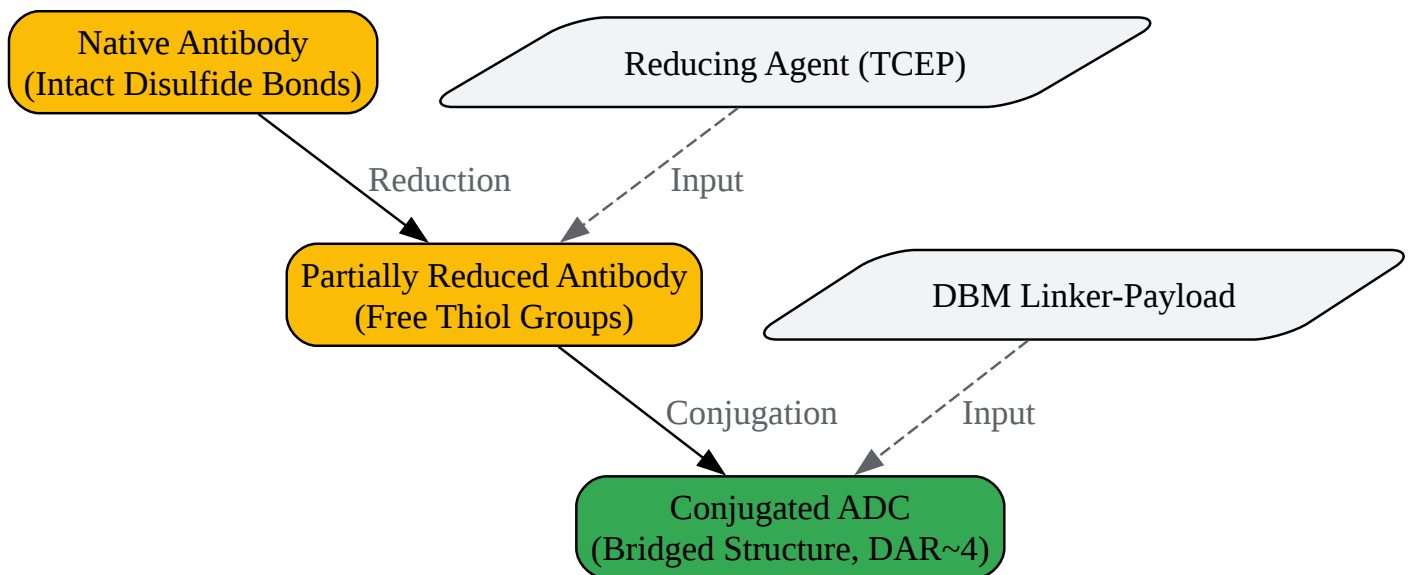 Native Antibody
(Intact Disulfide Bonds)
Reducing Agent (TCEP)
Reduction
Input
Partially Reduced Antibody
(Free Thiol Groups)
DBM Linker-Payload
Conjugation
Input
Conjugated ADC
(Bridged Structure, DAR~4)